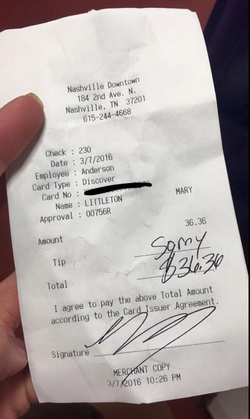 Nashville Downtown
184 2nd Ave. N.
Nashville, TN 37201
615-244-4668
Check : 230
Date : 3/7/2016
Employee : Anderson
Card Type : Discover
Card No :
Name : LITTLETON MARY
Approval : 00756R
Amount 36.36
Tip Sorry
Total $36.36
I agree to pay the above Total Amount
according to the Card Issuer Agreement.
Signature
MERCHANT COPY
3/7/2016 10:26 PM